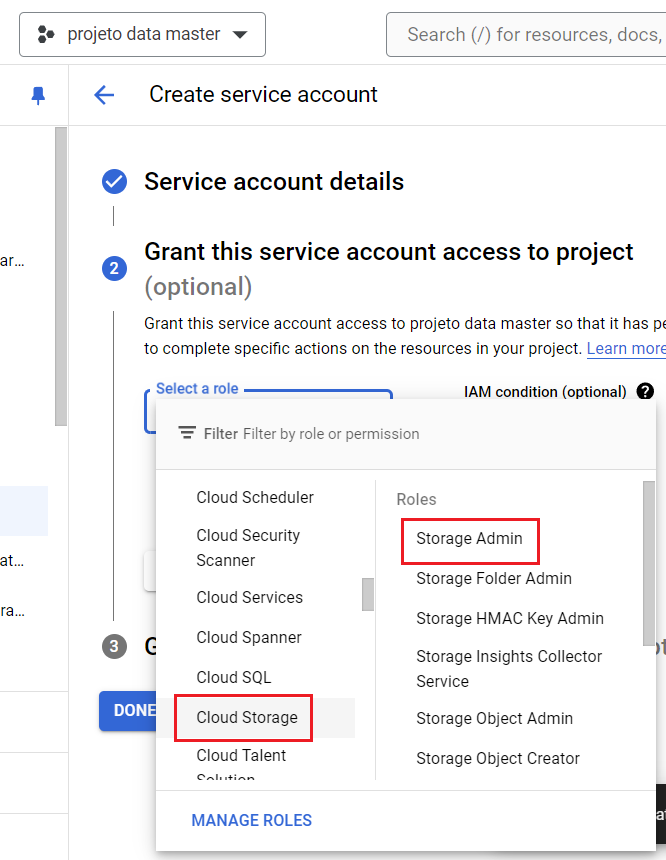 projeto data master
Search (/) for resources, docs,
Create service account
Service account details
ar...
2
Grant this service account access to project
(optional)
Grant this service account access to projeto data master so that it has pe
to complete specific actions on the resources in your project. Learn more
Select a role
IAM condition (optional) ?
Filter Filter by role or permission
Cloud Scheduler
Cloud Security
Scanner
Cloud Services
Cloud Spanner
Cloud SQL
Cloud Storage
Cloud Talent
Solution
Roles
Storage Admin
Storage Folder Admin
Storage HMAC Key Admin
Storage Insights Collector
Service
Storage Object Admin
Storage Object Creator
MANAGE ROLES
at...
ra...
3
G
DONE